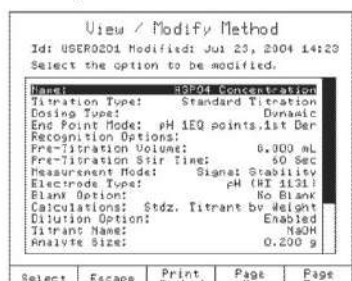 View / Modify Method
Id: USER0201 Modified: Jul 23, 2004 14:23
Select the option to be modified.
Name: H3PO4 Concentration
Titration Type: Standard Titration
Dosing Type: Dynamic
End Point Mode: pH 1EQ points,1st Der
Recognition Options:
Pre-Titration Volume: 6.000 mL
Pre-Titration Stir Time: 60 Sec
Measurement Mode: Signal Stability
Electrode Type: pH (HI 1131)
Blank Option: No Blank
Calculations: Stdz. Titrant by Weight
Dilution Option: Enabled
Titrant Name: NaOH
Analyte Size: 0.200 g
Select Escape Print Page Page